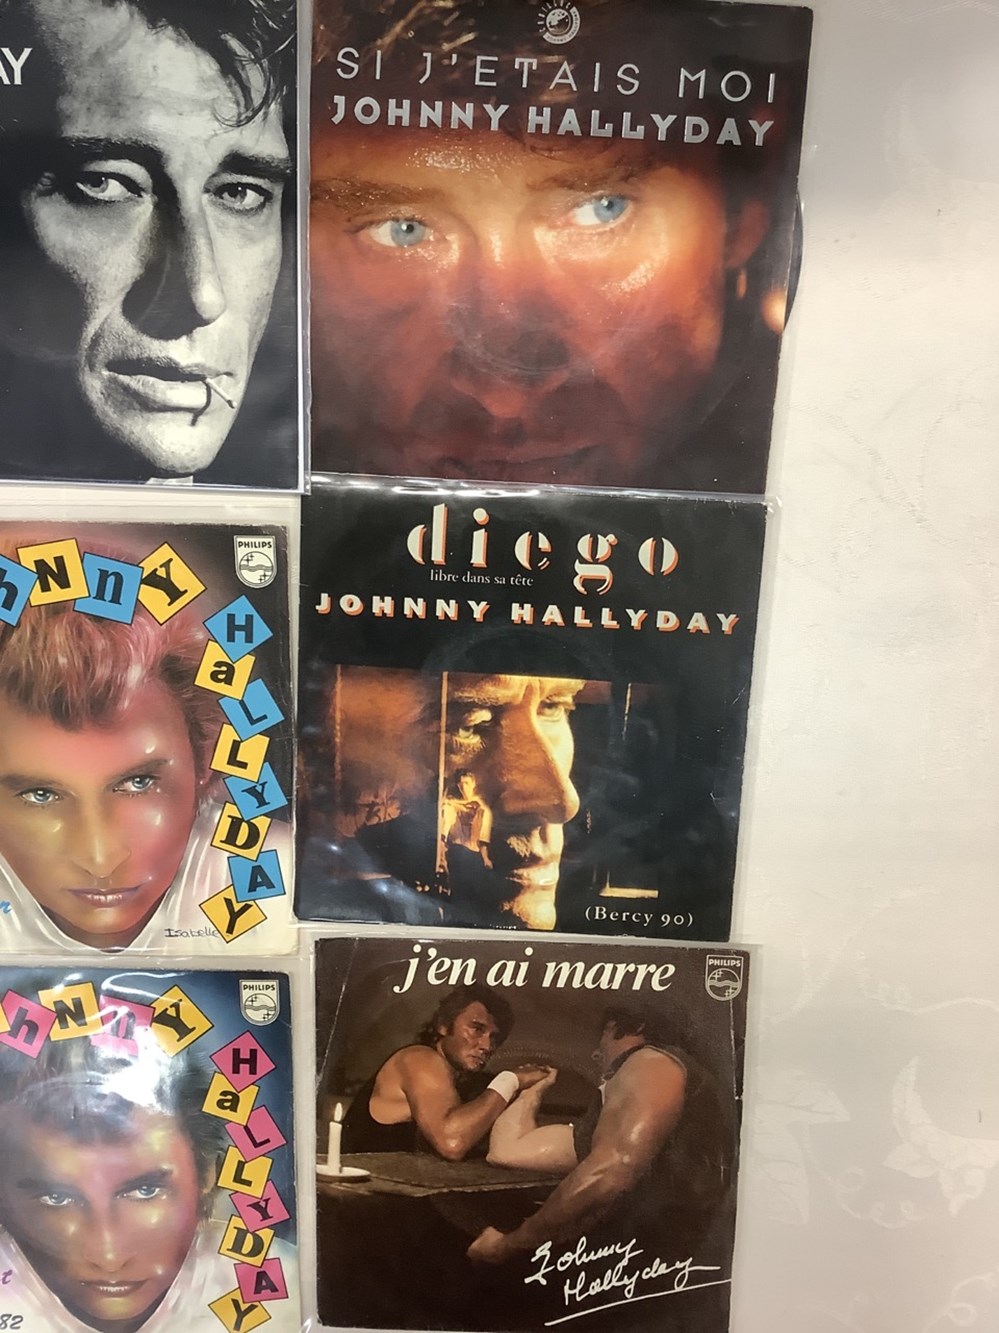 AY
SI J'ETAIS MOI
JOHNNY HALLYDAY
hNnY
HaLLYDAY
PHILIPS
Isabelle
diego
libre dans sa tête
JOHNNY HALLYDAY
(Bercy 90)
hNnY
HaLLYDAY
PHILIPS
t
82
j'en ai marre
PHILIPS
Johnny
Hallyday